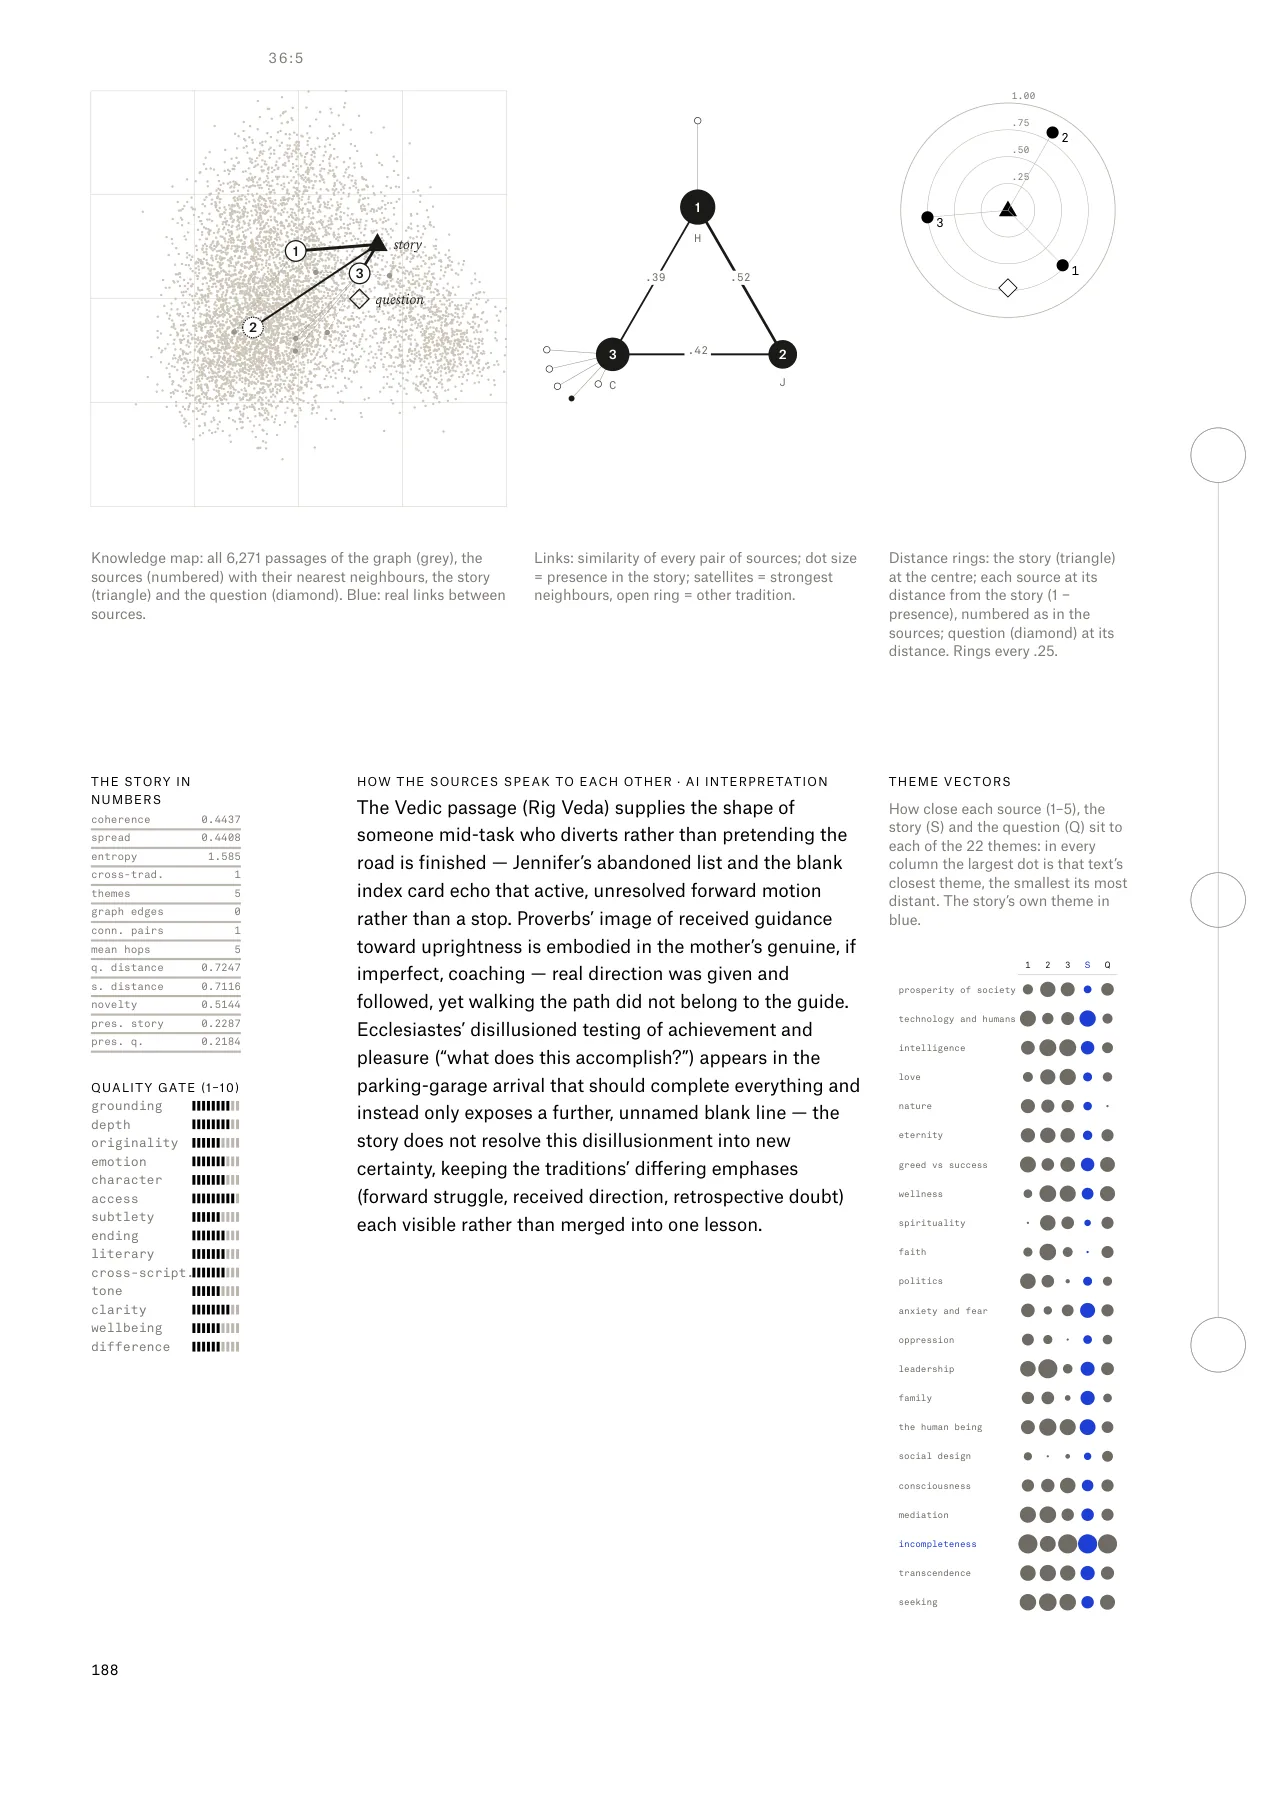 36:5
1
story
3
question
2
1
H
.39
.52
3
.42
2
C
J
1.00
.75
.50
.25
2
3
1
Knowledge map: all 6,271 passages of the graph (grey), the
sources (numbered) with their nearest neighbours, the story
(triangle) and the question (diamond). Blue: real links between
sources.
Links: similarity of every pair of sources; dot size
= presence in the story; satellites = strongest
neighbours, open ring = other tradition.
Distance rings: the story (triangle)
at the centre; each source at its
distance from the story (1 –
presence), numbered as in the
sources; question (diamond) at its
distance. Rings every .25.
THE STORY IN
NUMBERS
coherence 0.4437
spread 0.4408
entropy 1.585
cross-trad. 1
themes 5
graph edges 0
conn. pairs 1
mean hops 5
q. distance 0.7247
s. distance 0.7116
novelty 0.5144
pres. story 0.2287
pres. q. 0.2184
QUALITY GATE (1–10)
grounding
depth
originality
emotion
character
access
subtlety
ending
literary
cross-script.
tone
clarity
wellbeing
difference
HOW THE SOURCES SPEAK TO EACH OTHER · AI INTERPRETATION
The Vedic passage (Rig Veda) supplies the shape of
someone mid-task who diverts rather than pretending the
road is finished — Jennifer’s abandoned list and the blank
index card echo that active, unresolved forward motion
rather than a stop. Proverbs’ image of received guidance
toward uprightness is embodied in the mother’s genuine, if
imperfect, coaching — real direction was given and
followed, yet walking the path did not belong to the guide.
Ecclesiastes’ disillusioned testing of achievement and
pleasure (“what does this accomplish?”) appears in the
parking-garage arrival that should complete everything and
instead only exposes a further, unnamed blank line — the
story does not resolve this disillusionment into new
certainty, keeping the traditions’ differing emphases
(forward struggle, received direction, retrospective doubt)
each visible rather than merged into one lesson.
THEME VECTORS
How close each source (1–5), the
story (S) and the question (Q) sit to
each of the 22 themes: in every
column the largest dot is that text’s
closest theme, the smallest its most
distant. The story’s own theme in
blue.
1 2 3 S Q
prosperity of society
technology and humans
intelligence
love
nature
eternity
greed vs success
wellness
spirituality
faith
politics
anxiety and fear
oppression
leadership
family
the human being
social design
consciousness
mediation
incompleteness
transcendence
seeking
188